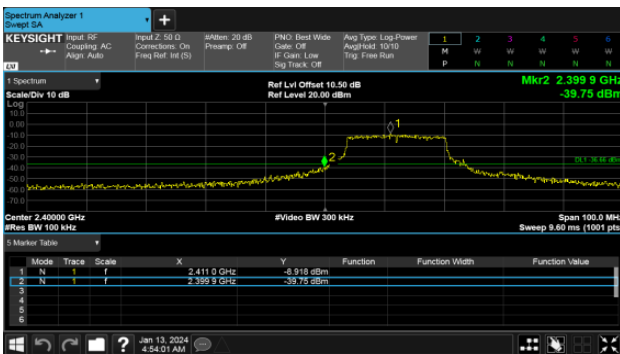 Spectrum Analyzer 1
Swept SA
KEYSIGHT Input: RF Input Z: 50 Ω #Atten: 20 dB PNO: Best Wide Avg Type: Log-Power 1 2 3 4 5 6
Coupling: AC Corrections: On Preamp: Off Gate: Off Avg|Hold: 10/10 M W W W W W
Align: Auto Freq Ref: Int (S) IF Gain: Low Trig: Free Run
Sig Track: Off P N N N N N
LXI
1 Spectrum
Ref Lvl Offset 10.50 dB Mkr2 2.399 9 GHz
Scale/Div 10 dB Ref Level 20.00 dBm -39.75 dBm
Log
10.0
0.00
-10.0
-20.0
-30.0
-40.0
-50.0
-60.0
-70.0
1
2
Center 2.40000 GHz #Video BW 300 kHz Span 100.0 MHz
#Res BW 100 kHz Sweep 9.60 ms (1001 pts
5 Marker Table
Mode Trace Scale X Y Function Function Width Function Value
1 N 1 f 2.411 0 GHz -8.918 dBm
2 N 1 f 2.399 9 GHz -39.75 dBm
3
4
5
6
? Jan 13, 2024
4:54:01 AM